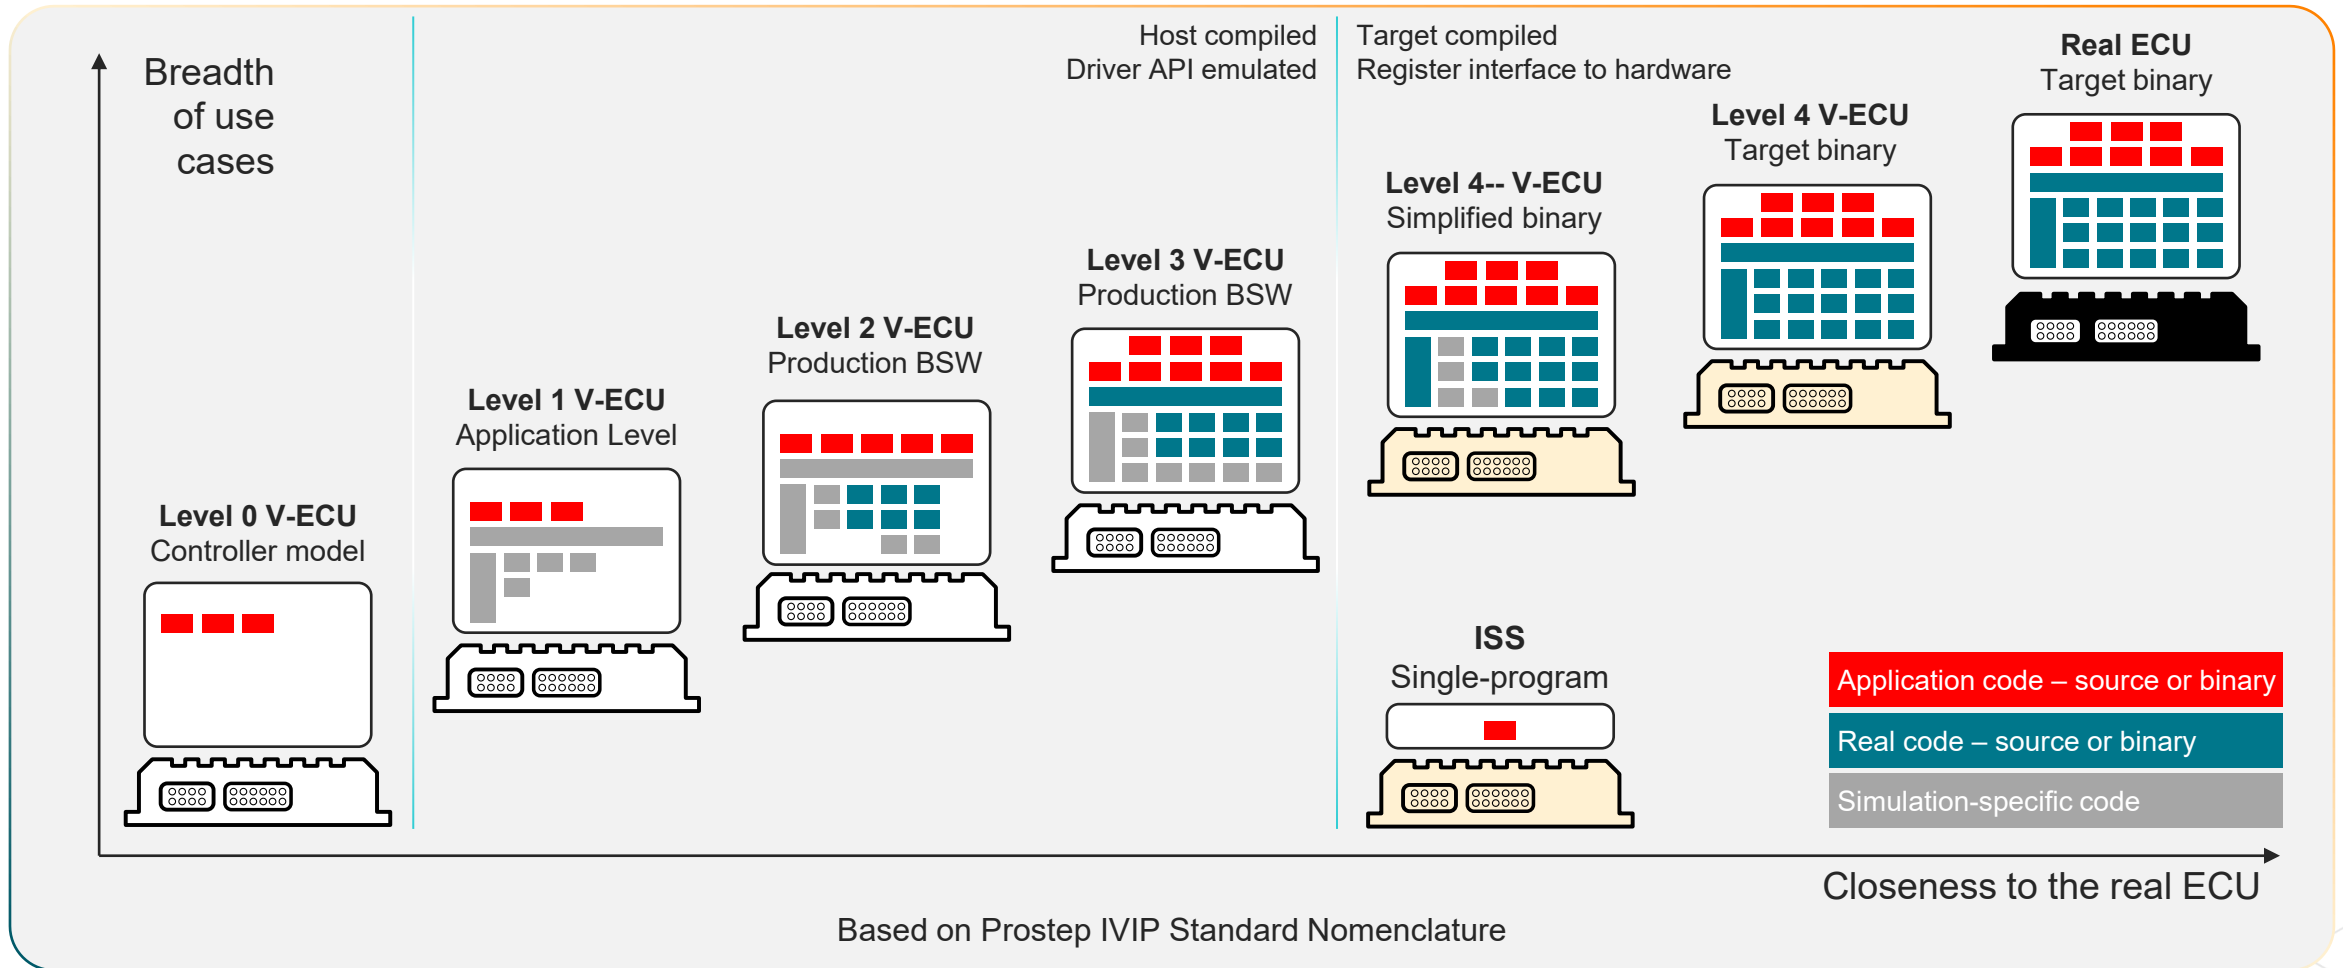 Breadth
of use
cases
Host compiled
Driver API emulated
Target compiled
Register interface to hardware
Real ECU
Target binary
Level 4 V-ECU
Target binary
Level 4-- V-ECU
Simplified binary
Level 3 V-ECU
Production BSW
Level 2 V-ECU
Production BSW
Level 1 V-ECU
Application Level
Level 0 V-ECU
Controller model
ISS
Single-program
Application code – source or binary
Real code – source or binary
Simulation-specific code
Closeness to the real ECU
Based on Prostep IVIP Standard Nomenclature